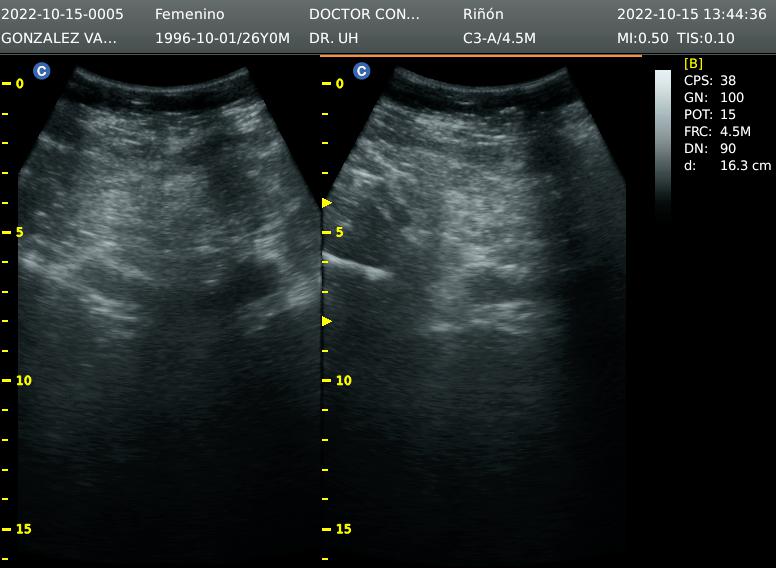 2022-10-15-0005 Femenino DOCTOR CON... Riñón 2022-10-15 13:44:36
GONZALEZ VA... 1996-10-01/26Y0M DR. UH C3-A/4.5M MI:0.50 TIS:0.10
[B]
CPS: 38
GN: 100
POT: 15
FRC: 4.5M
DN: 90
d: 16.3 cm
C C
0 0
5 5
10 10
15 15